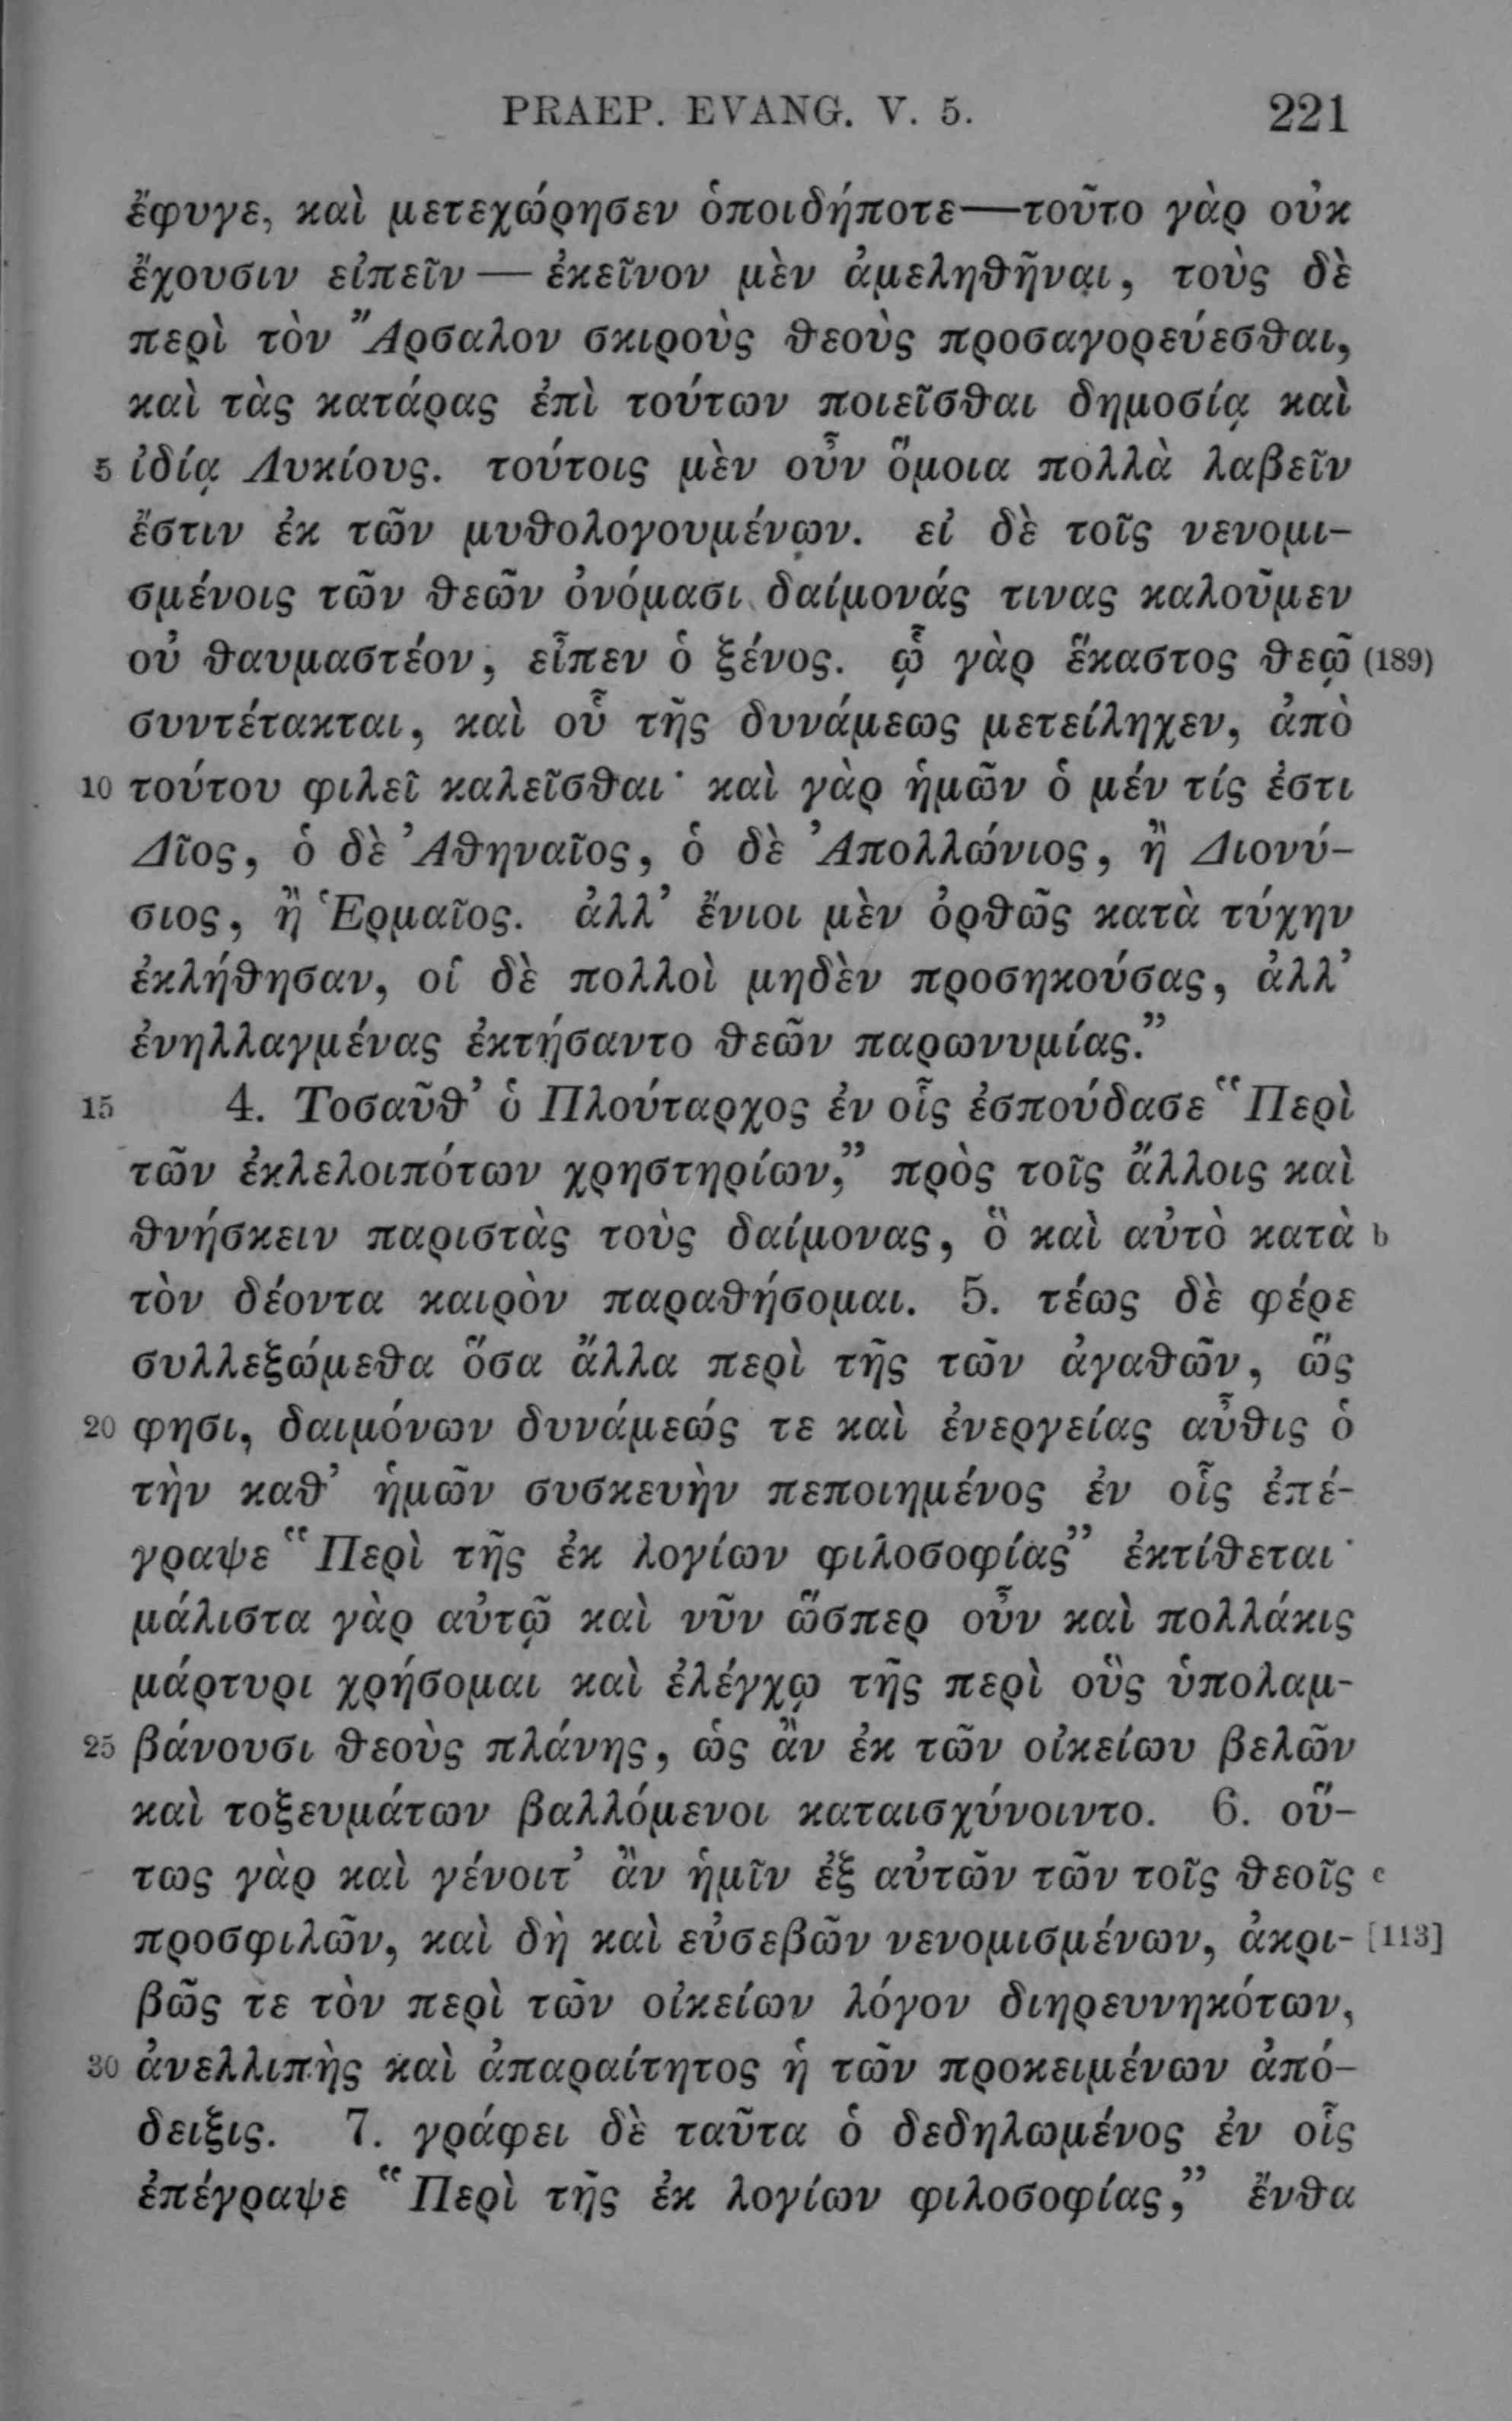 PRAEP. EVANG. V. 5. 221
ἔφυγε, καὶ μετεχώρησεν ὁποιδήποτε—τοῦτο γὰρ οὐκ
ἔχουσιν εἰπεῖν — ἐκεῖνον μὲν ἀμεληθῆναι, τοὺς δὲ
περὶ τὸν Ἄρσαλον σκιροὺς θεοὺς προσαγορεύεσθαι,
καὶ τὰς κατάρας ἐπὶ τούτων ποιεῖσθαι δημοσίᾳ καὶ
5 ἰδίᾳ Λυκίους. τούτοις μὲν οὖν ὅμοια πολλὰ λαβεῖν
ἔστιν ἐκ τῶν μυθολογουμένων. εἰ δὲ τοῖς νενομι-
σμένοις τῶν θεῶν ὀνόμασι δαίμονάς τινας καλοῦμεν
οὐ θαυμαστέον, εἶπεν ὁ ξένος. ᾧ γὰρ ἕκαστος θεῷ (189)
συντέτακται, καὶ οὗ τῆς δυνάμεως μετείληχεν, ἀπὸ
10 τούτου φιλεῖ καλεῖσθαι· καὶ γὰρ ἡμῶν ὁ μέν τίς ἐστι
Δῖος, ὁ δὲ Ἀθηναῖος, ὁ δὲ Ἀπολλώνιος, ἢ Διονύ-
σιος, ἢ Ἑρμαῖος. ἀλλ’ ἔνιοι μὲν ὀρθῶς κατὰ τύχην
ἐκλήθησαν, οἱ δὲ πολλοὶ μηδὲν προσηκούσας, ἀλλ’
ἐνηλλαγμένας ἐκτήσαντο θεῶν παρωνυμίας.”
15 4. Τοσαῦθ’ ὁ Πλούταρχος ἐν οἷς ἐσπούδασε “Περὶ
τῶν ἐκλελοιπότων χρηστηρίων,” πρὸς τοῖς ἄλλοις καὶ
θνήσκειν παριστὰς τοὺς δαίμονας, ὃ καὶ αὐτὸ κατὰ b
τὸν δέοντα καιρὸν παραθήσομαι. 5. τέως δὲ φέρε
συλλεξώμεθα ὅσα ἄλλα περὶ τῆς τῶν ἀγαθῶν, ὥς
20 φησι, δαιμόνων δυνάμεώς τε καὶ ἐνεργείας αὖθις ὁ
τὴν καθ’ ἡμῶν συσκευὴν πεποιημένος ἐν οἷς ἐπέ-
γραψε “Περὶ τῆς ἐκ λογίων φιλοσοφίας” ἐκτίθεται·
μάλιστα γὰρ αὐτῷ καὶ νῦν ὥσπερ οὖν καὶ πολλάκις
μάρτυρι χρήσομαι καὶ ἐλέγχῳ τῆς περὶ οὓς ὑπολαμ-
25 βάνουσι θεοὺς πλάνης, ὡς ἂν ἐκ τῶν οἰκείων βελῶν
καὶ τοξευμάτων βαλλόμενοι καταισχύνοιντο. 6. οὕ-
τως γὰρ καὶ γένοιτ’ ἂν ἡμῖν ἐξ αὐτῶν τῶν τοῖς θεοῖς c
προσφιλῶν, καὶ δὴ καὶ εὐσεβῶν νενομισμένων, ἀκρι- [113]
βῶς τε τὸν περὶ τῶν οἰκείων λόγον διηρευνηκότων,
30 ἀνελλιπὴς καὶ ἀπαραίτητος ἡ τῶν προκειμένων ἀπό-
δειξις. 7. γράφει δὲ ταῦτα ὁ δεδηλωμένος ἐν οἷς
ἐπέγραψε “Περὶ τῆς ἐκ λογίων φιλοσοφίας,” ἔνθα